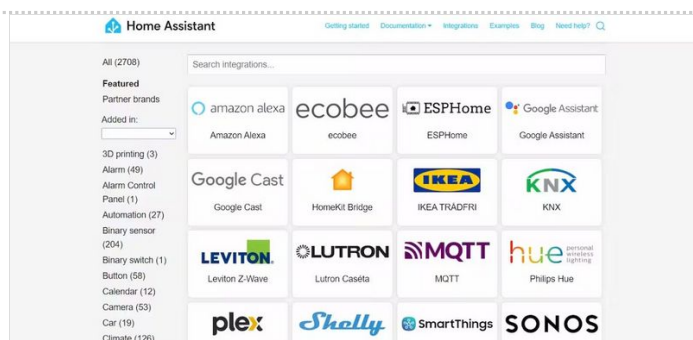 Home Assistant
Getting started Documentation Integrations Examples Blog Need help?
All (2708)
Search integrations...
Featured
Partner brands
Added in:
3D printing (3)
Alarm (49)
Alarm Control
Panel (1)
Automation (27)
Binary sensor
(204)
Binary switch (1)
Button (58)
Calendar (12)
Camera (53)
Car (19)
Climate (126)
amazon alexa ecobee ESPHome Google Assistant
Amazon Alexa ecobee ESPHome Google Assistant
Google Cast IKEA KNX
Google Cast HomeKit Bridge IKEA TRÅDFRI KNX
LEVITON. LUTRON MQTT hue personal wireless lighting
Leviton Z-Wave Lutron Caséta MQTT Philips Hue
plex Shelly SmartThings SONOS